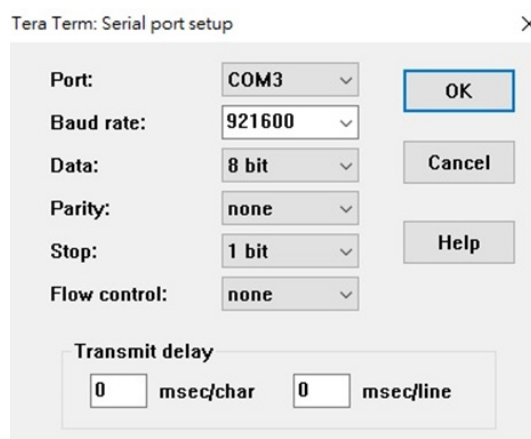 Tera Term: Serial port setup
Port: COM3
OK
Baud rate: 921600
Data: 8 bit
Cancel
Parity: none
Stop: 1 bit
Help
Flow control: none
Transmit delay
0 msec/char 0 msec/line